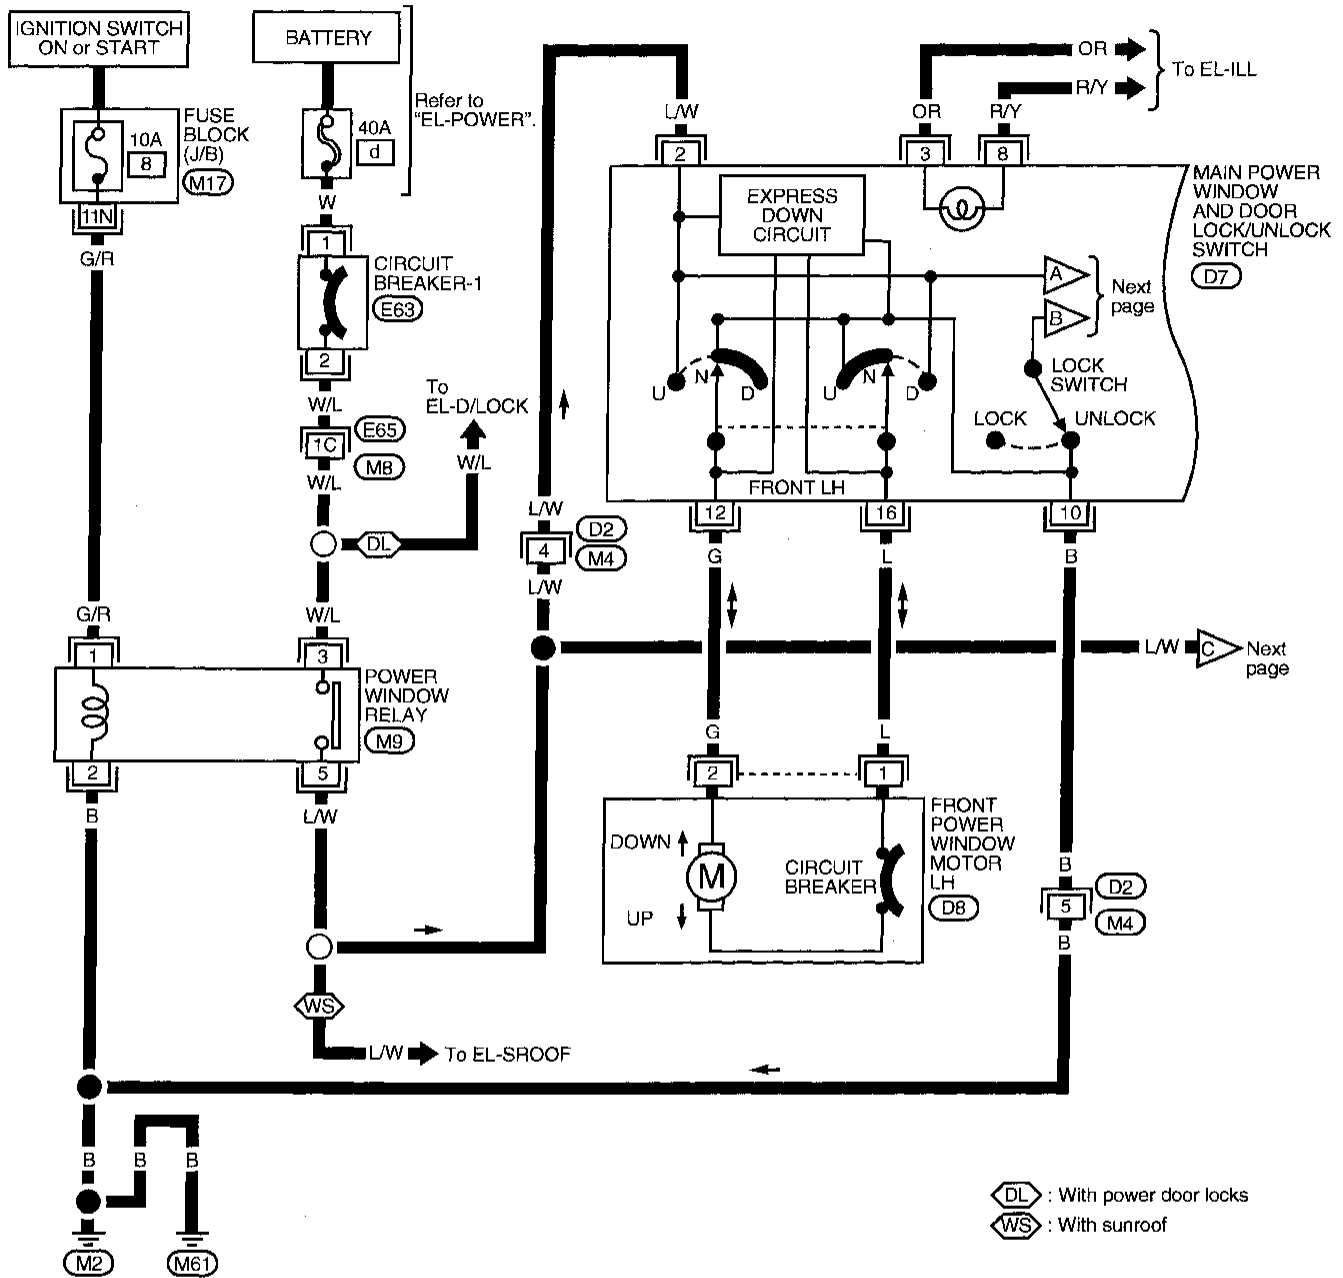 IGNITION SWITCH
ON or START
BATTERY
Refer to
"EL-POWER".
10A
8
FUSE
BLOCK
(J/B)
M17
11N
G/R
40A
d
W
1
CIRCUIT
BREAKER-1
E63
2
W/L
1C
E65
M8
W/L
To
EL-D/LOCK
W/L
DL
G/R
W/L
1
3
POWER
WINDOW
RELAY
M9
2
5
B
L/W
WS
L/W
To EL-SROOF
B
B
B
M2
M61
L/W
2
OR
R/Y
To EL-ILL
OR
R/Y
3
8
MAIN POWER
WINDOW
AND DOOR
LOCK/UNLOCK
SWITCH
D7
EXPRESS
DOWN
CIRCUIT
A
B
Next
page
U
N
D
U
N
D
LOCK
SWITCH
LOCK
UNLOCK
FRONT LH
12
16
10
G
L
B
L/W
4
D2
M4
L/W
L/W
C
Next
page
G
L
2
1
DOWN
M
UP
CIRCUIT
BREAKER
FRONT
POWER
WINDOW
MOTOR
LH
D8
B
5
D2
M4
B
DL : With power door locks
WS : With sunroof